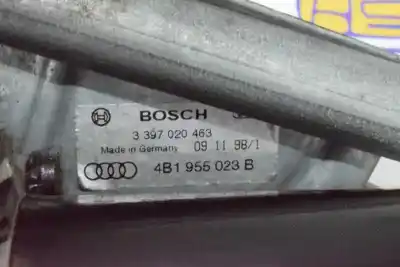 BOSCH
3 397 020 463
Made in Germany 09 11 98/1
4B1 955 023 B